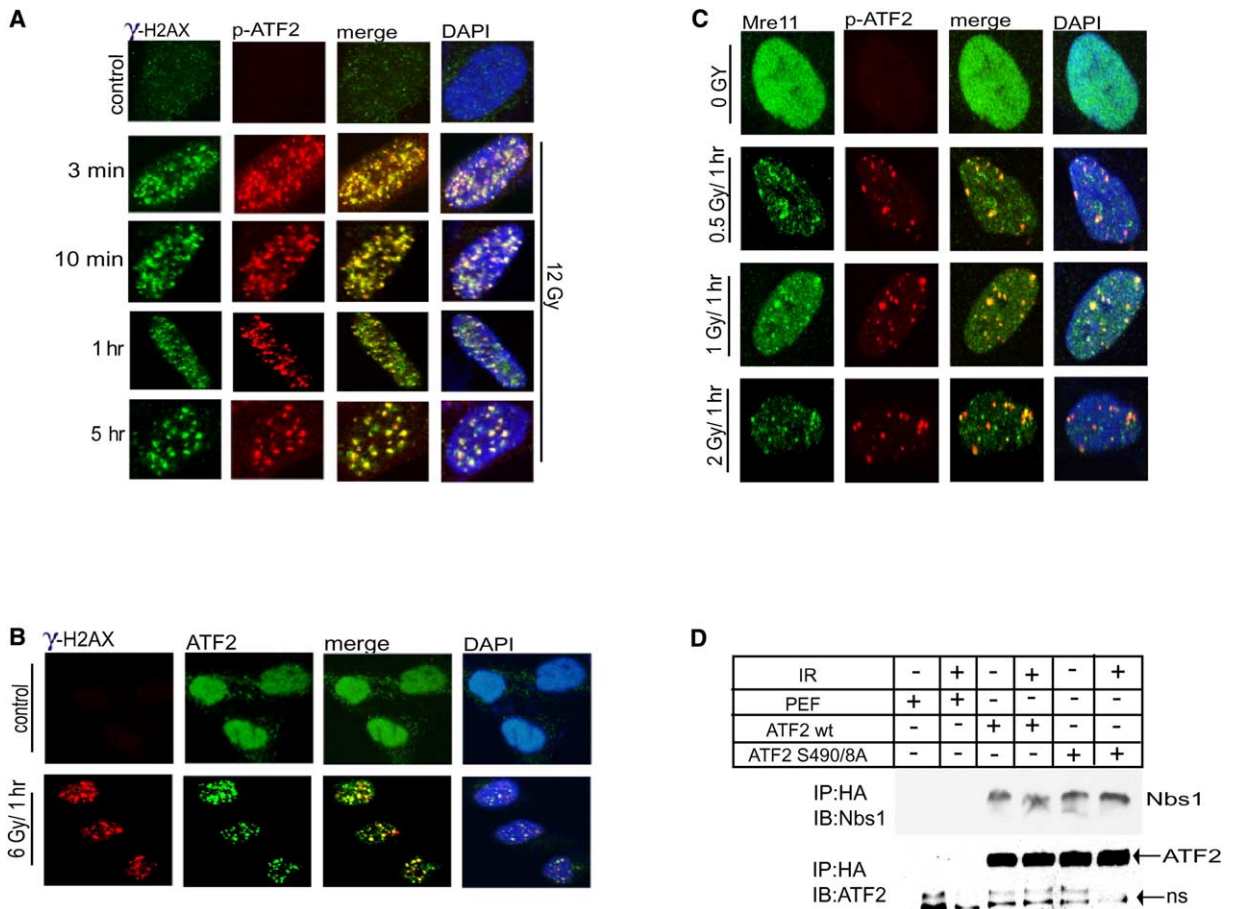 A
γ-H2AX p-ATF2 merge DAPI
control
3 min
10 min
1 hr
5 hr
12 Gy
C
Mre11 p-ATF2 merge DAPI
0 GY
0.5 Gy/ 1 hr
1 Gy/ 1 hr
2 Gy/ 1 hr
B
γ-H2AX ATF2 merge DAPI
control
6 Gy/ 1 hr
D
IR - + - + - +
PEF + + - - - -
ATF2 wt - - + + - -
ATF2 S490/8A - - - - + +
IP:HA
IB:Nbs1
Nbs1
IP:HA
IB:ATF2
ATF2
ns